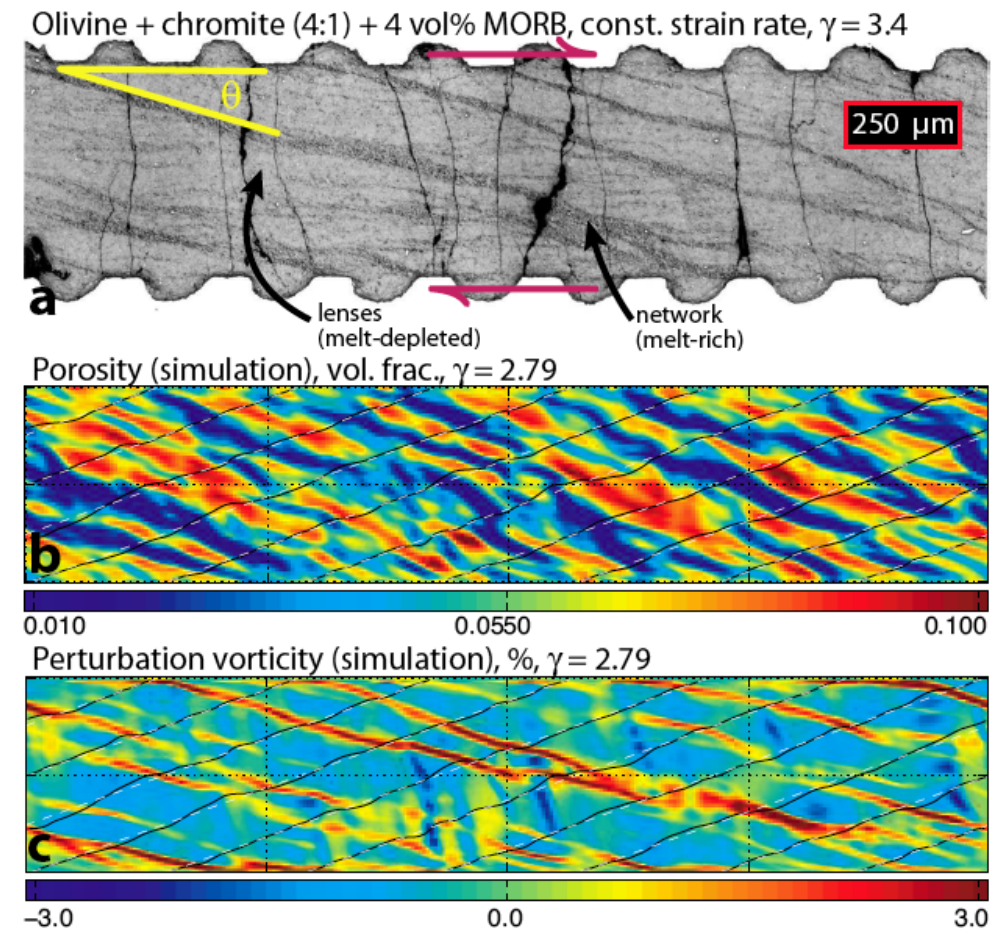 Olivine + chromite (4:1) + 4 vol% MORB, const. strain rate, γ = 3.4
θ
250 μm
a
lenses
(melt-depleted)
network
(melt-rich)
Porosity (simulation), vol. frac., γ = 2.79
b
0.010 0.0550 0.100
Perturbation vorticity (simulation), %, γ = 2.79
c
−3.0 0.0 3.0